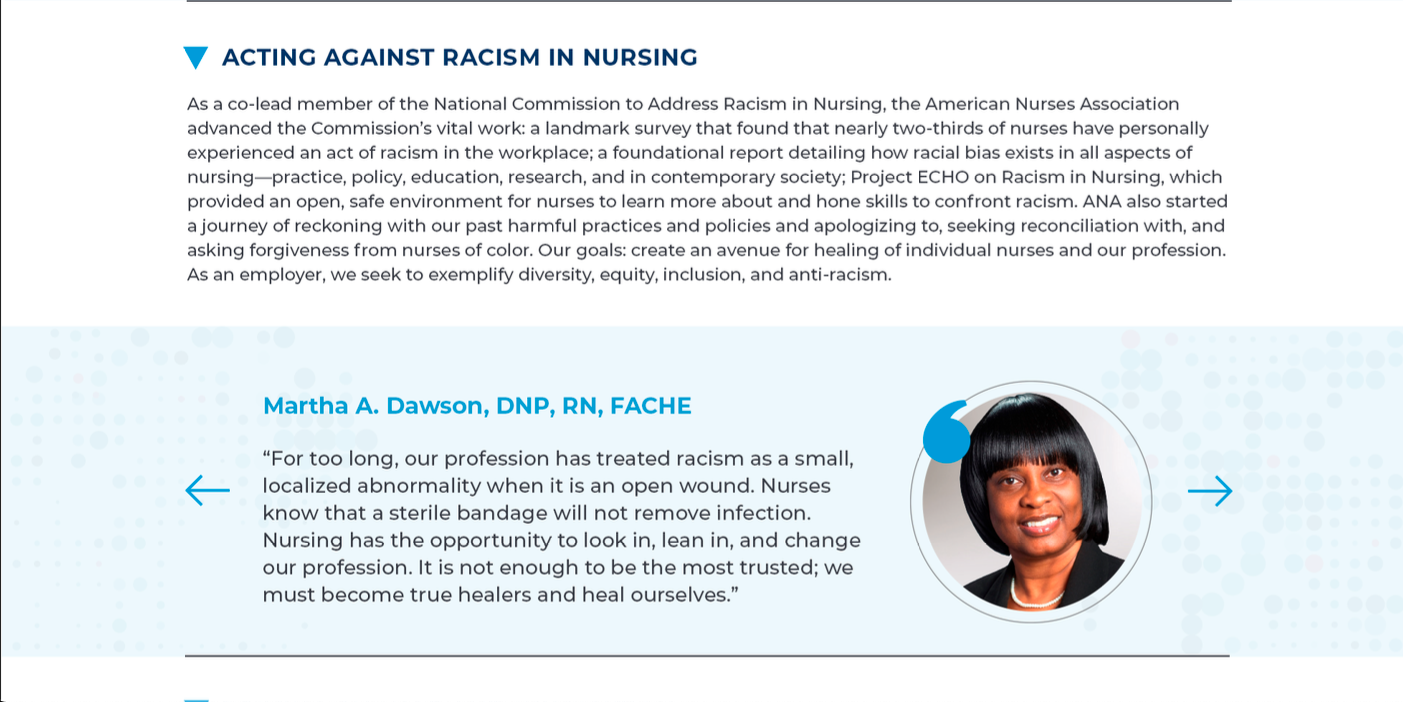 ACTING AGAINST RACISM IN NURSING
As a co-lead member of the National Commission to Address Racism in Nursing, the American Nurses Association
advanced the Commission’s vital work: a landmark survey that found that nearly two-thirds of nurses have personally
experienced an act of racism in the workplace; a foundational report detailing how racial bias exists in all aspects of
nursing—practice, policy, education, research, and in contemporary society; Project ECHO on Racism in Nursing, which
provided an open, safe environment for nurses to learn more about and hone skills to confront racism. ANA also started
a journey of reckoning with our past harmful practices and policies and apologizing to, seeking reconciliation with, and
asking forgiveness from nurses of color. Our goals: create an avenue for healing of individual nurses and our profession.
As an employer, we seek to exemplify diversity, equity, inclusion, and anti-racism.
Martha A. Dawson, DNP, RN, FACHE
“For too long, our profession has treated racism as a small,
localized abnormality when it is an open wound. Nurses
know that a sterile bandage will not remove infection.
Nursing has the opportunity to look in, lean in, and change
our profession. It is not enough to be the most trusted; we
must become true healers and heal ourselves.”